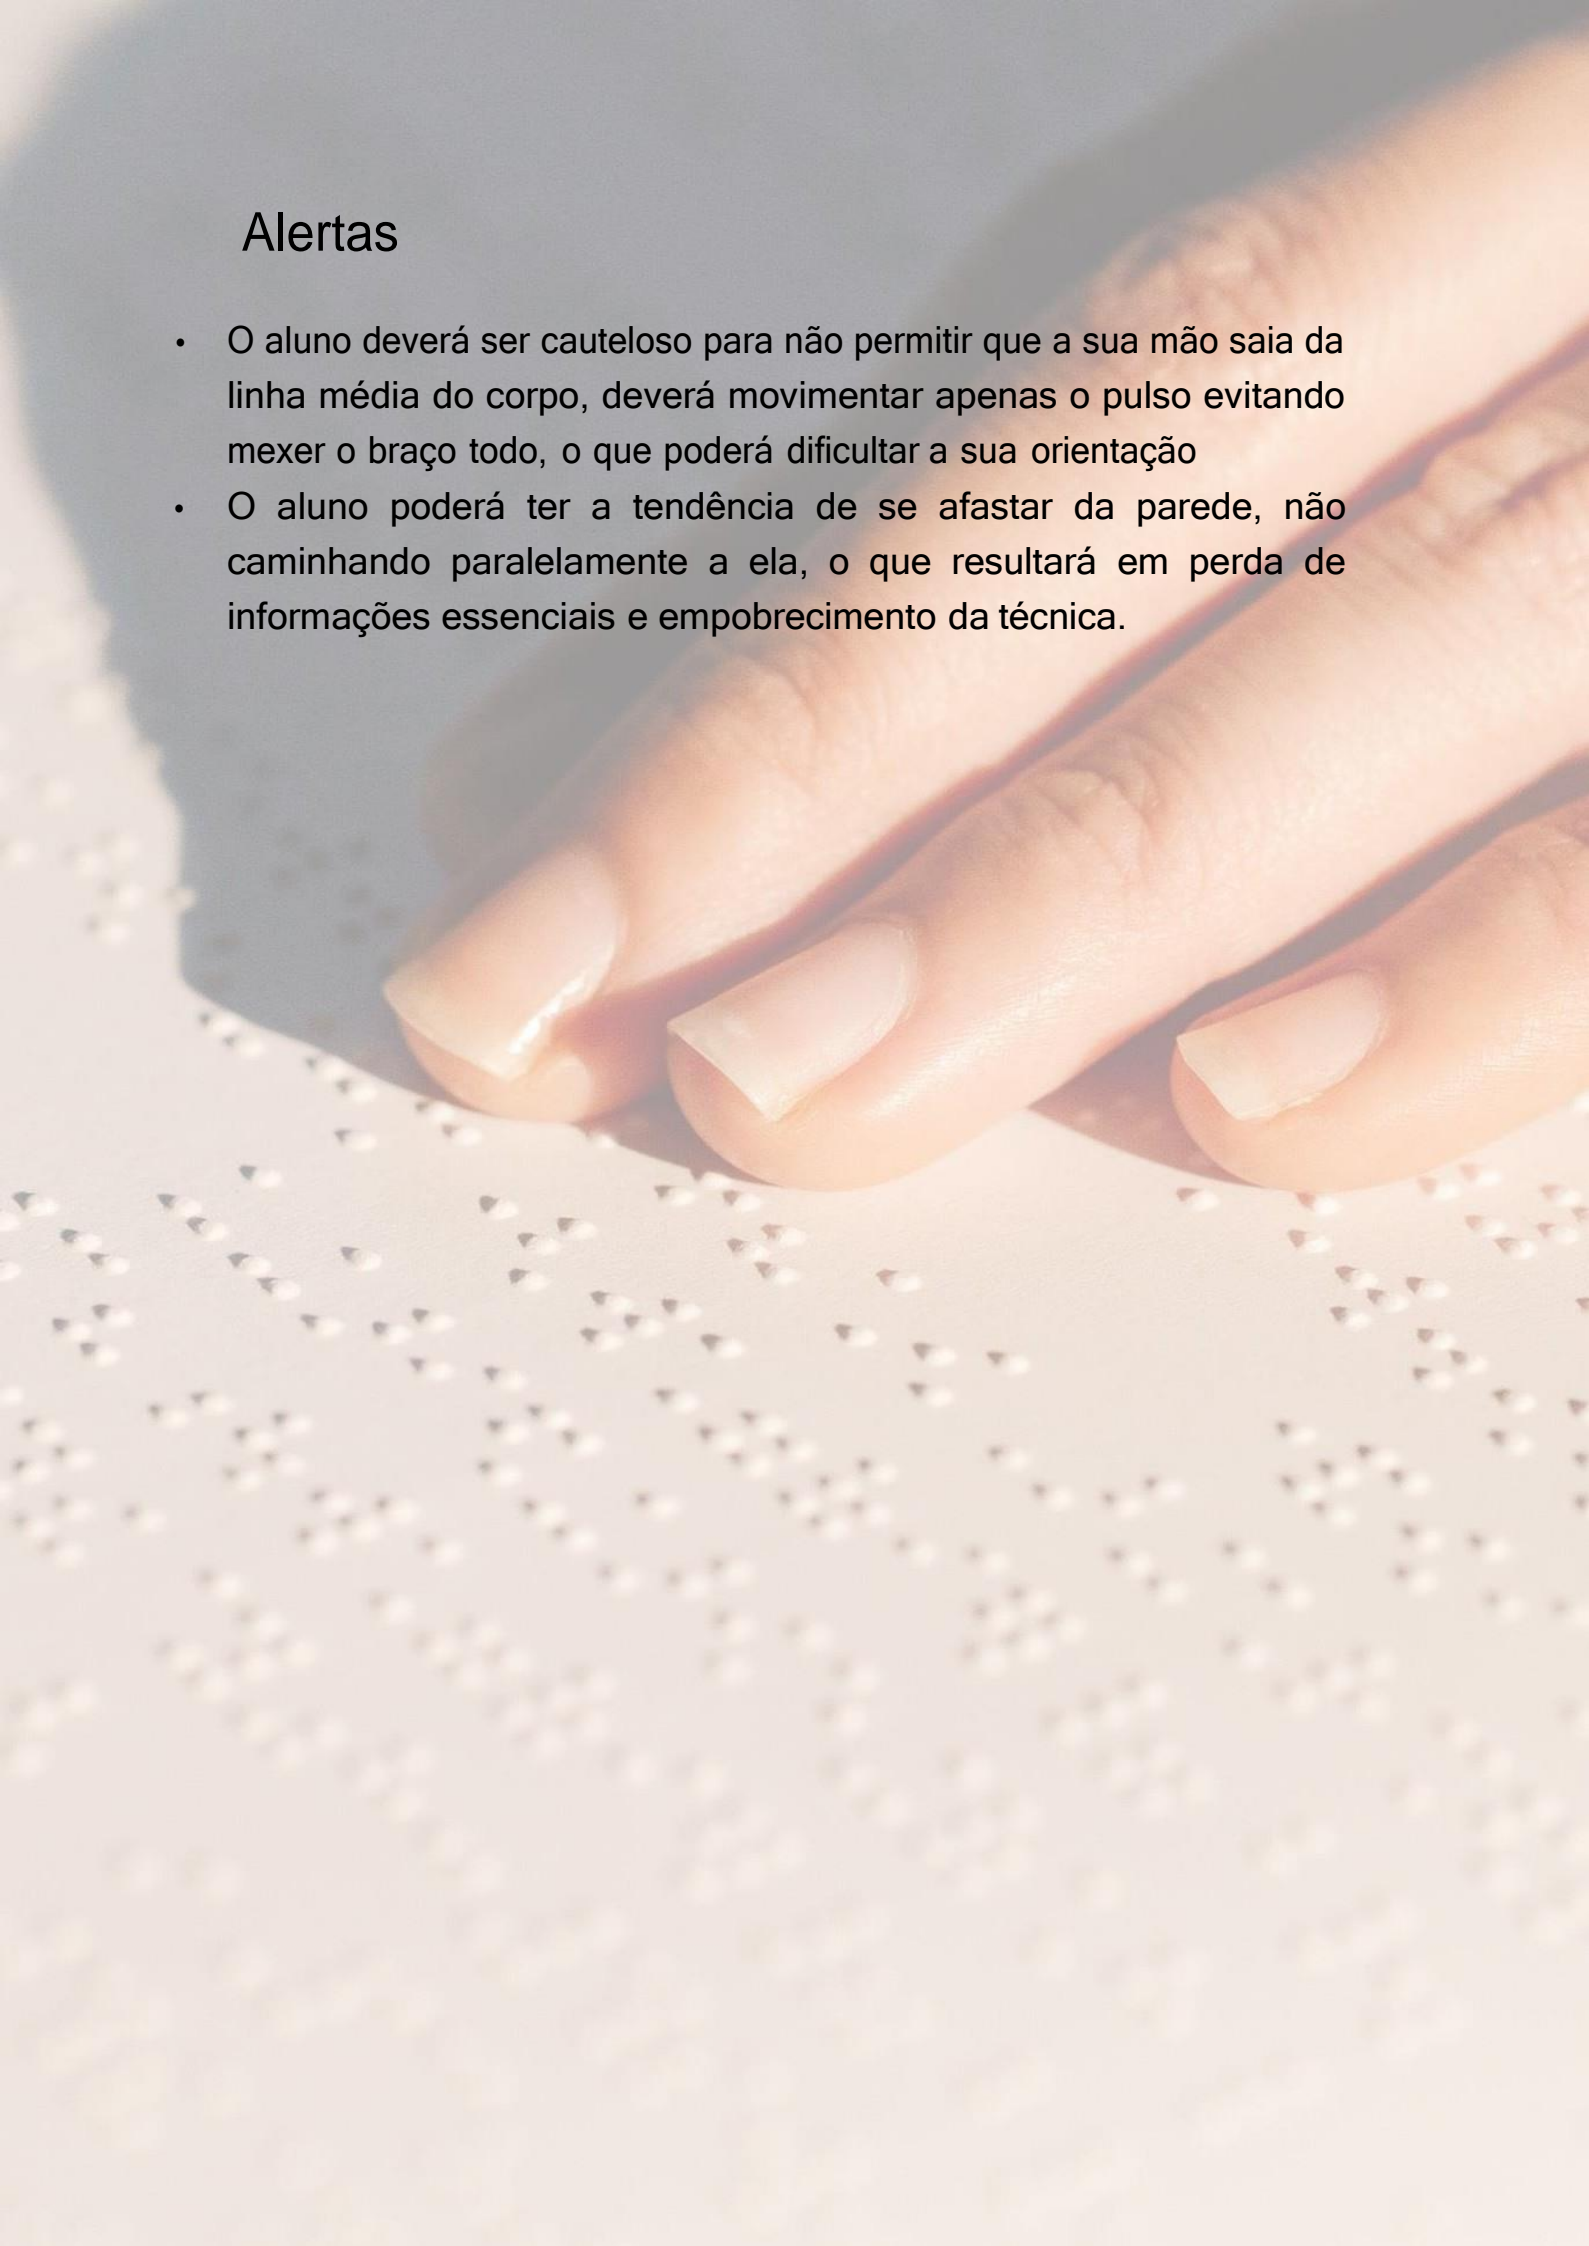 Alertas
• O aluno deverá ser cauteloso para não permitir que a sua mão saia da
linha média do corpo, deverá movimentar apenas o pulso evitando
mexer o braço todo, o que poderá dificultar a sua orientação
• O aluno poderá ter a tendência de se afastar da parede, não
caminhando paralelamente a ela, o que resultará em perda de
informações essenciais e empobrecimento da técnica.